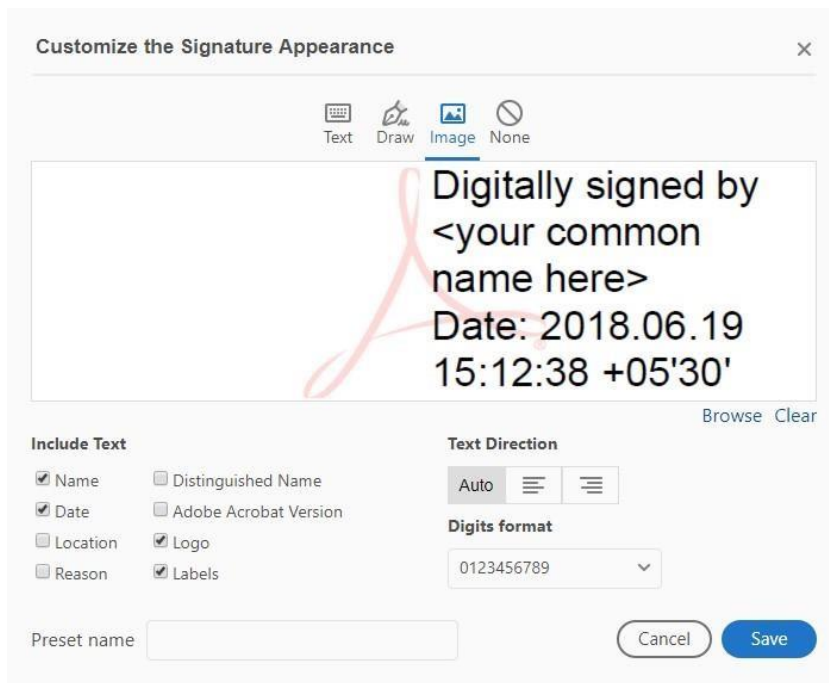 Customize the Signature Appearance
Text Draw Image None
Digitally signed by
<your common
name here>
Date: 2018.06.19
15:12:38 +05'30'
Browse Clear
Include Text
Name Distinguished Name
Date Adobe Acrobat Version
Location Logo
Reason Labels
Text Direction
Auto
Digits format
0123456789
Preset name
Cancel Save